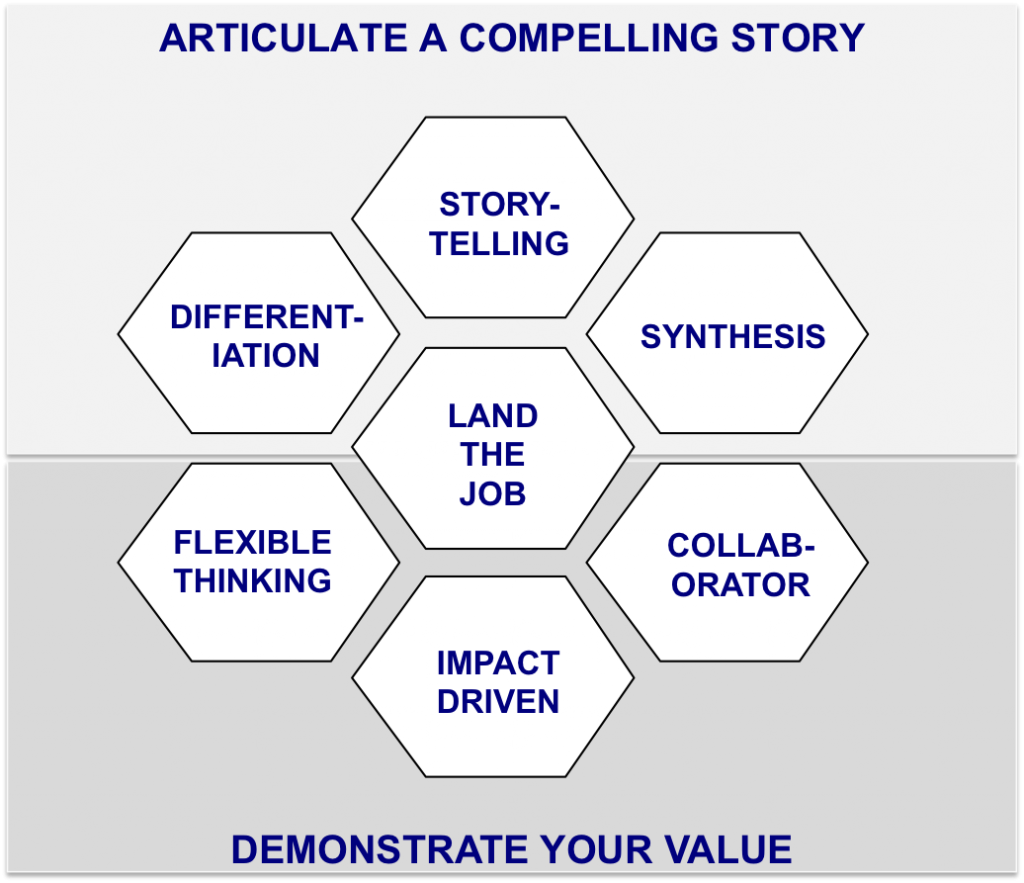 ARTICULATE A COMPELLING STORY
STORY-
TELLING
DIFFERENT-
IATION
SYNTHESIS
LAND
THE
JOB
FLEXIBLE
THINKING
COLLAB-
ORATOR
IMPACT
DRIVEN
DEMONSTRATE YOUR VALUE